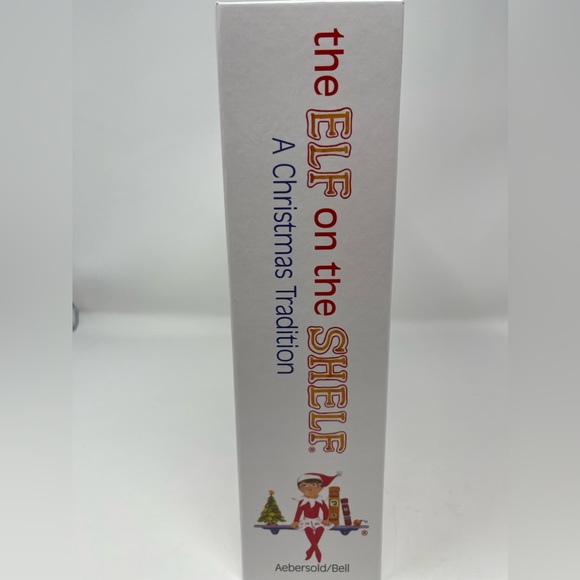 the ELF on the SHELF®
A Christmas Tradition
®
Aebersold/Bell